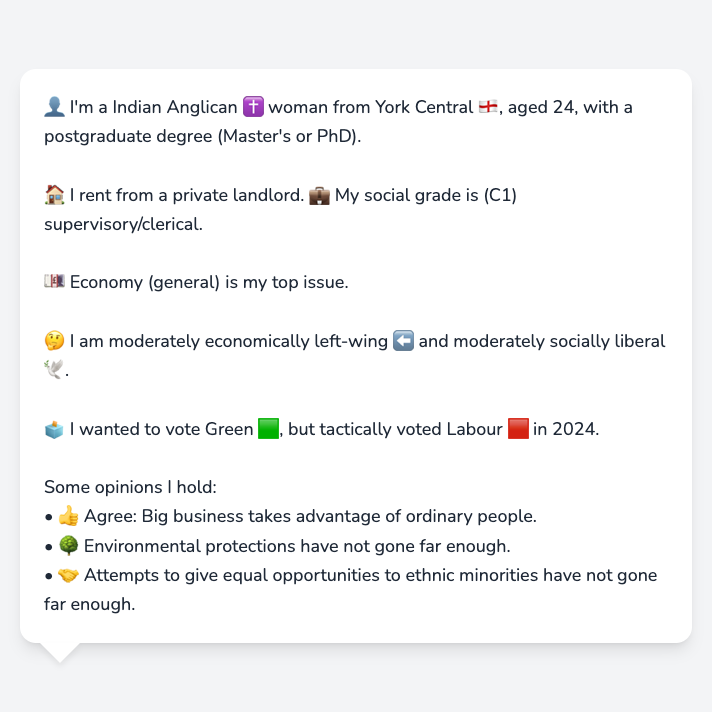 👤 I'm a Indian Anglican ✝️ woman from York Central 🏴󠁧󠁢󠁥󠁮󠁧󠁿, aged 24, with a
postgraduate degree (Master's or PhD).
🏠 I rent from a private landlord. 💼 My social grade is (C1)
supervisory/clerical.
💷 Economy (general) is my top issue.
🤔 I am moderately economically left-wing ⬅️ and moderately socially liberal
🕊️.
🗳️ I wanted to vote Green 🟩, but tactically voted Labour 🟥 in 2024.
Some opinions I hold:
• 👍 Agree: Big business takes advantage of ordinary people.
• 🌳 Environmental protections have not gone far enough.
• 🤝 Attempts to give equal opportunities to ethnic minorities have not gone
far enough.